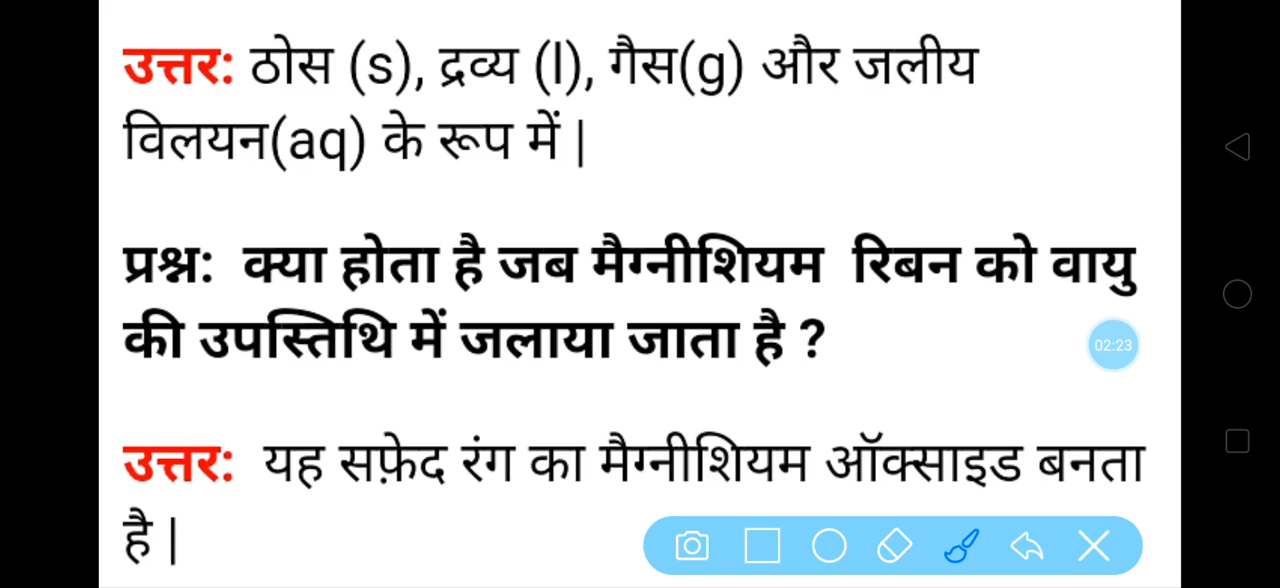 उत्तर: ठोस (s), द्रव्य (l), गैस(g) और जलीय
विलयन(aq) के रूप में |
प्रश्न: क्या होता है जब मैग्नीशियम रिबन को वायु
की उपस्तिथि में जलाया जाता है ?
02:23
उत्तर: यह सफ़ेद रंग का मैग्नीशियम ऑक्साइड बनता
है |